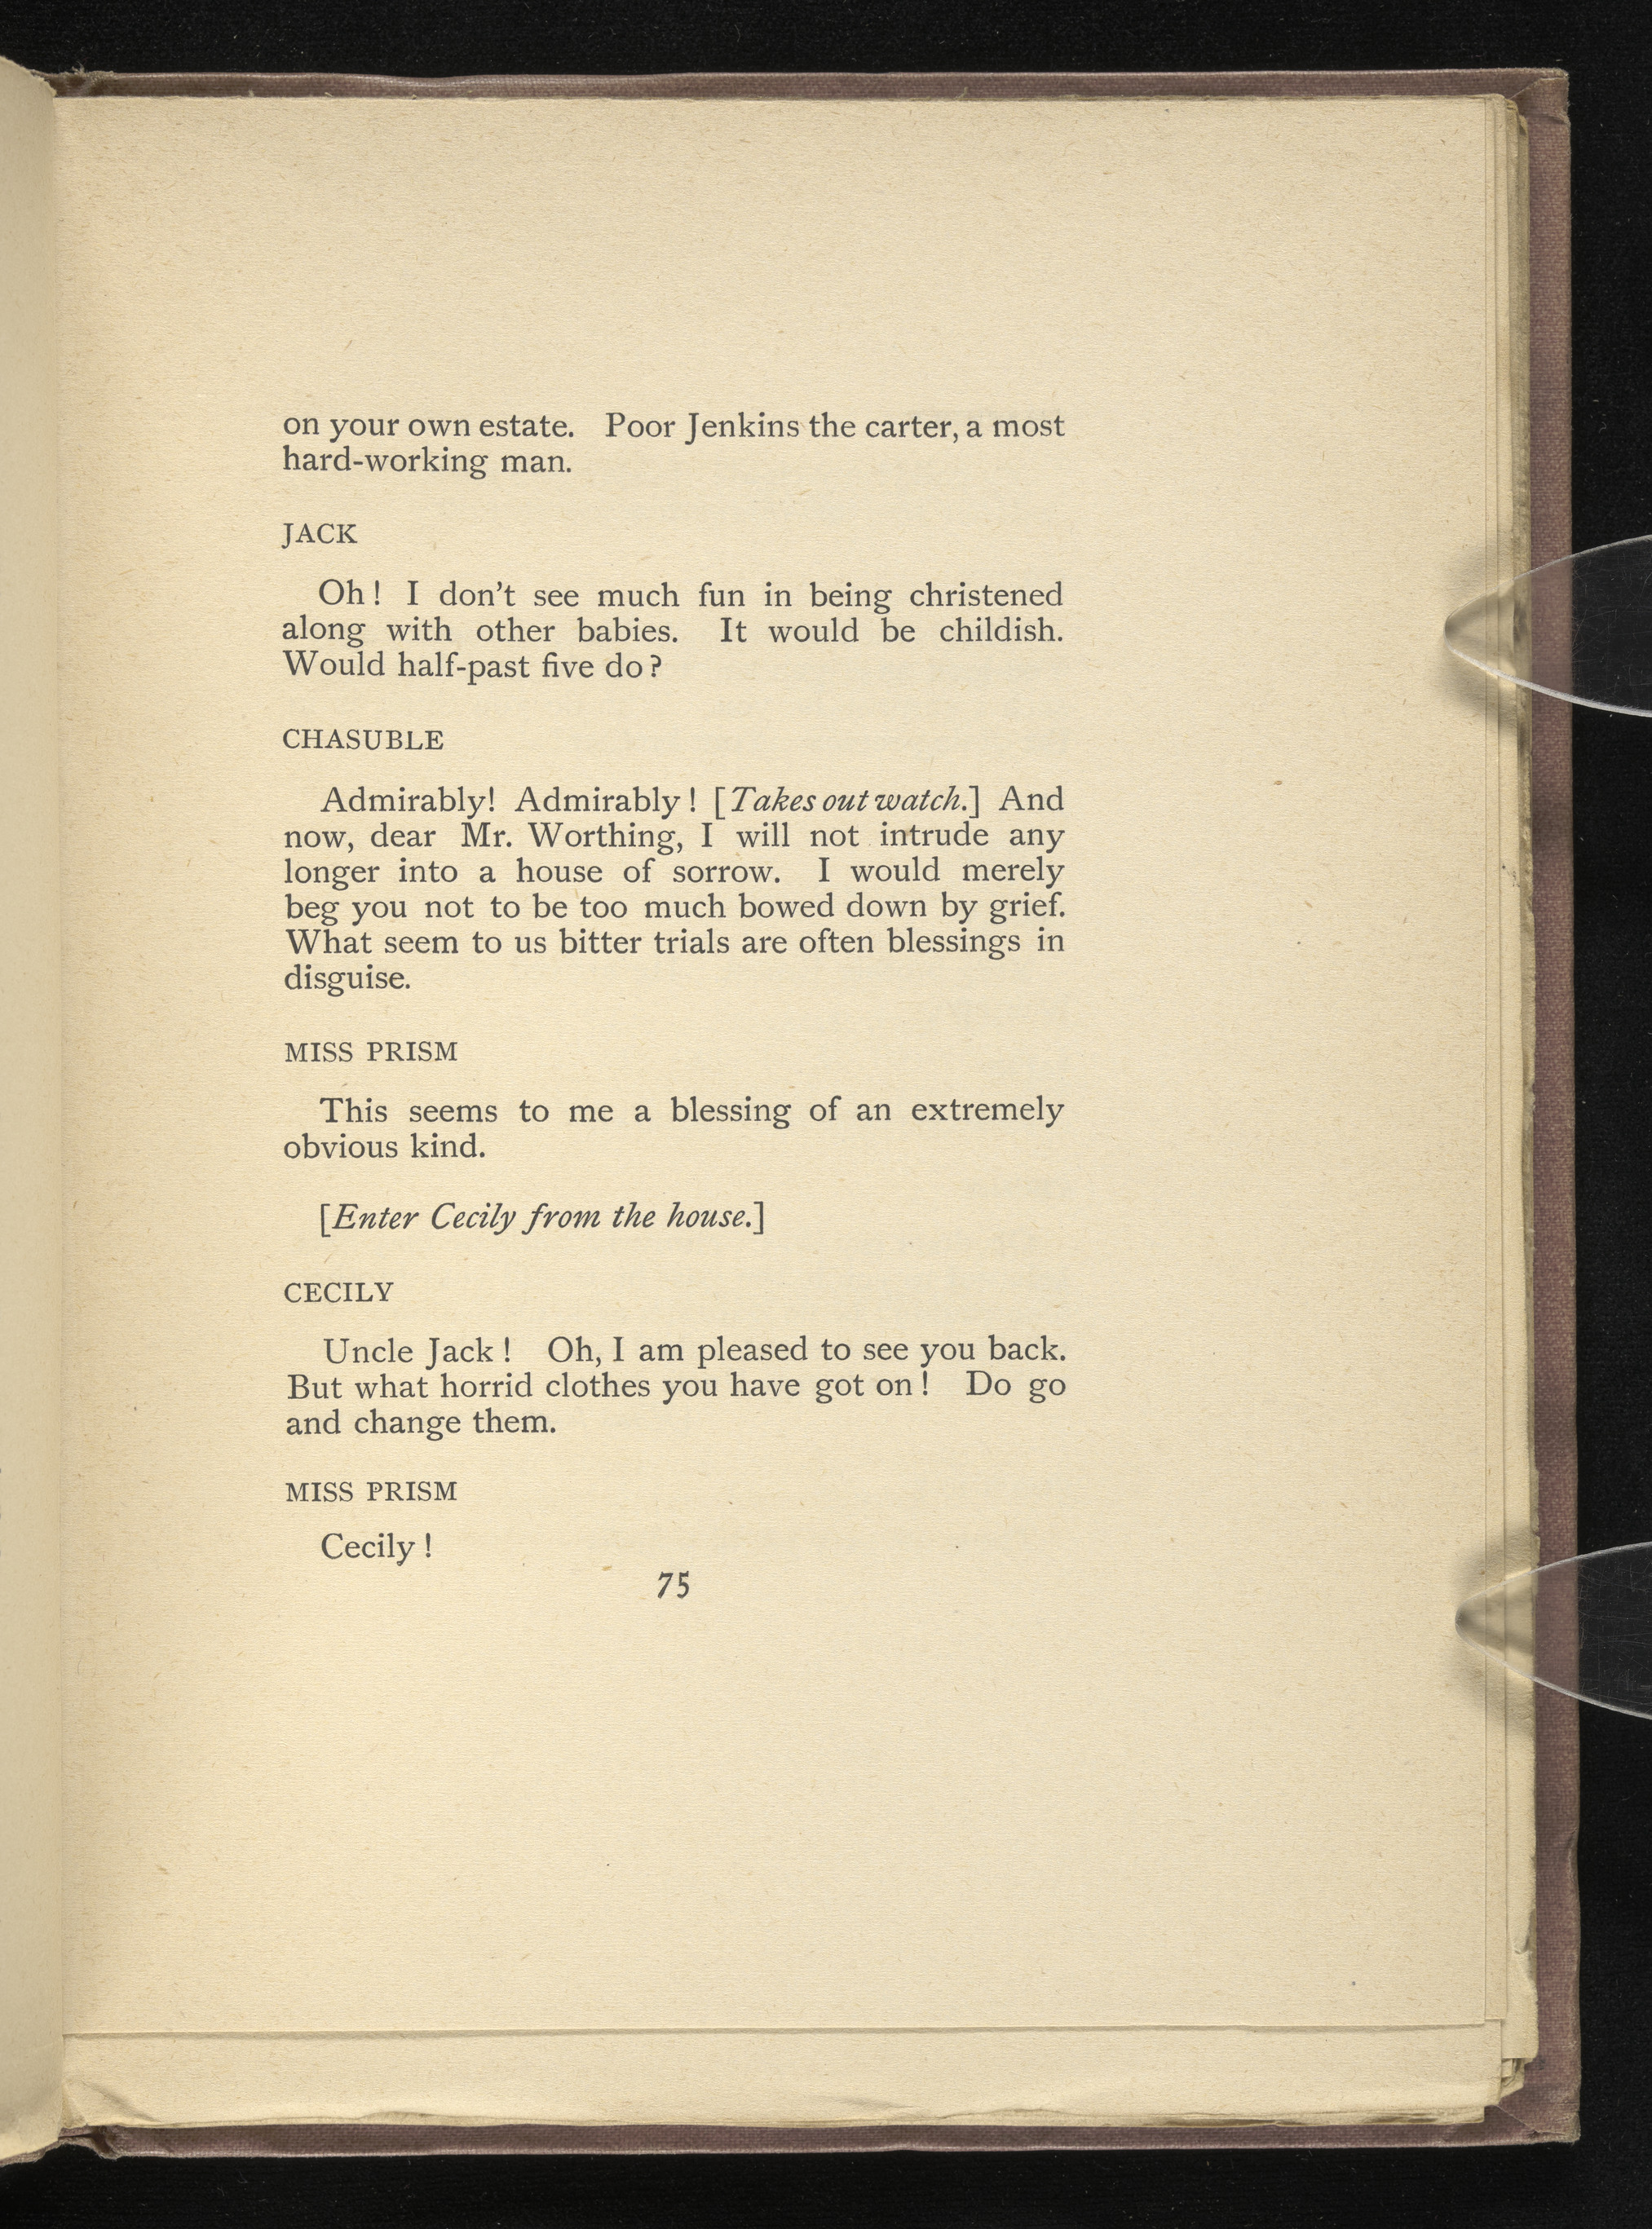 on your own estate. Poor Jenkins the carter, a most
hard-working man.
JACK
Oh! I don't see much fun in being christened
along with other babies. It would be childish.
Would half-past five do?
CHASUBLE
Admirably! Admirably! [Takes out watch.] And
now, dear Mr. Worthing, I will not intrude any
longer into a house of sorrow. I would merely
beg you not to be too much bowed down by grief.
What seem to us bitter trials are often blessings in
disguise.
MISS PRISM
This seems to me a blessing of an extremely
obvious kind.
[Enter Cecily from the house.]
CECILY
Uncle Jack! Oh, I am pleased to see you back.
But what horrid clothes you have got on! Do go
and change them.
MISS PRISM
Cecily!
75